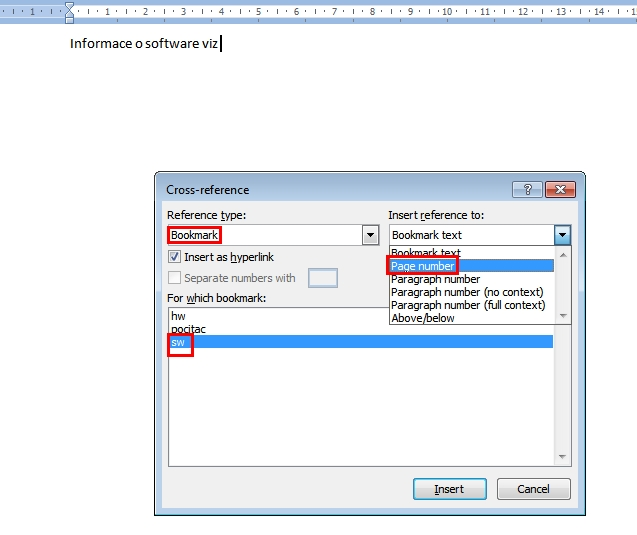 1 1 2 3 4 5 6 7 8 9 10 11 12 13 14
Informace o software viz
Cross-reference
?
Reference type:
Insert reference to:
Bookmark
Bookmark text
Insert as hyperlink
Bookmark text
Page number
Separate numbers with
Paragraph number
Paragraph number (no context)
For which bookmark:
Paragraph number (full context)
hw
Above/below
pocitac
sw
Insert
Cancel